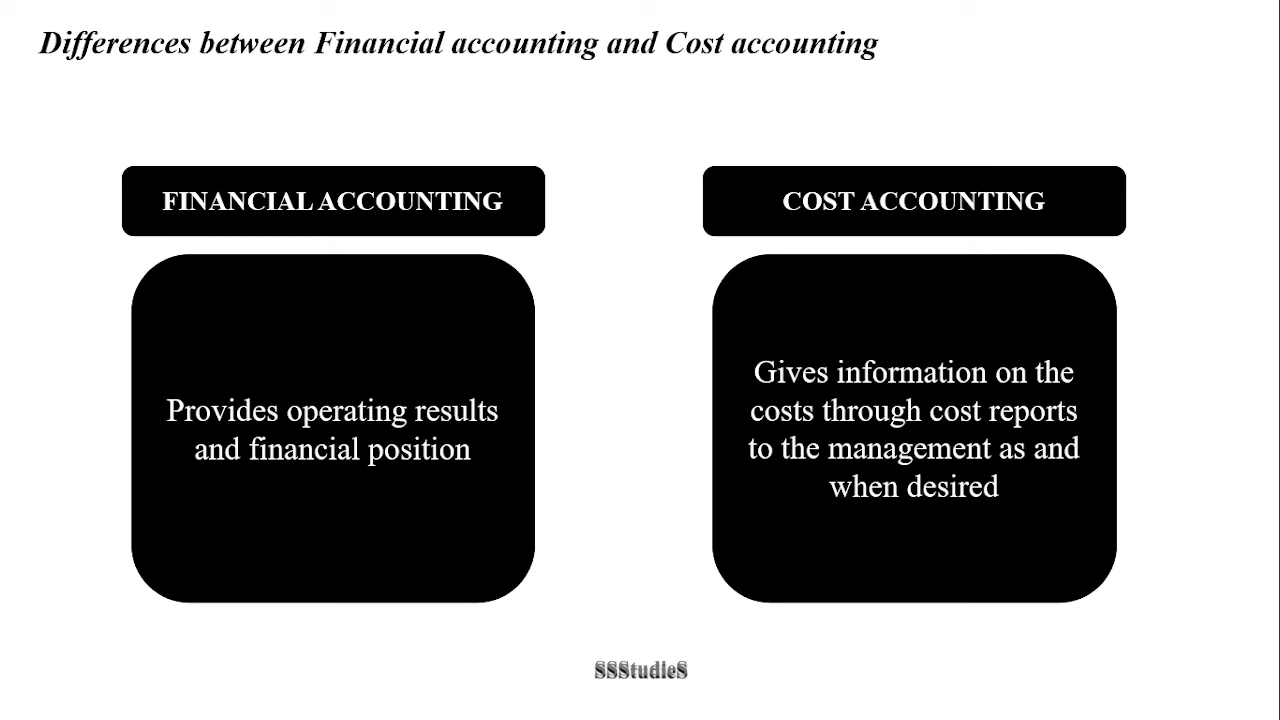 Differences between Financial accounting and Cost accounting
FINANCIAL ACCOUNTING
Provides operating results
and financial position
COST ACCOUNTING
Gives information on the
costs through cost reports
to the management as and
when desired
SSStudieS